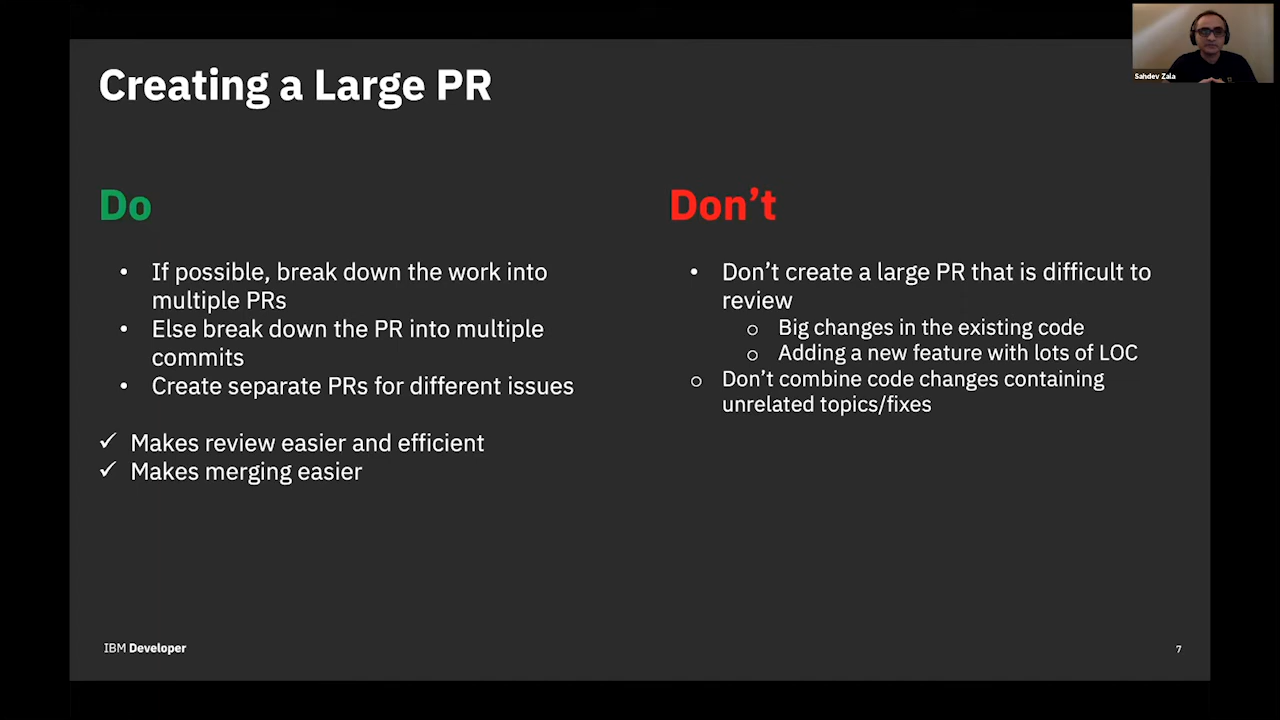 Creating a Large PR
Sahdev Zala
Do
• If possible, break down the work into
multiple PRs
• Else break down the PR into multiple
commits
• Create separate PRs for different issues
✓ Makes review easier and efficient
✓ Makes merging easier
Don’t
• Don’t create a large PR that is difficult to
review
o Big changes in the existing code
o Adding a new feature with lots of LOC
o Don’t combine code changes containing
unrelated topics/fixes
IBM Developer
7